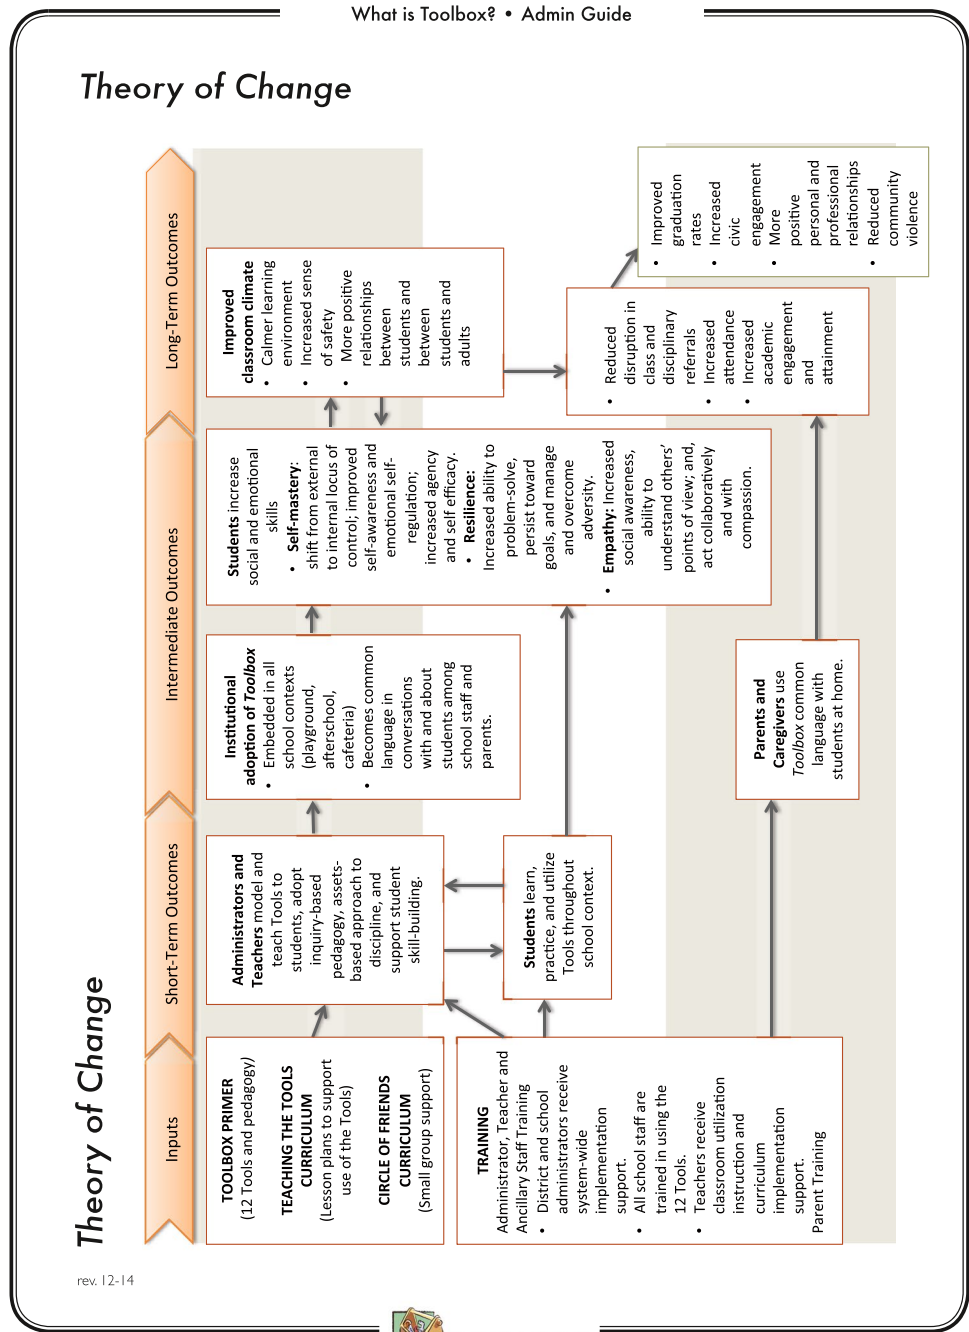 What is Toolbox? • Admin Guide
Theory of Change
Theory of Change
Inputs
Short-Term Outcomes
Intermediate Outcomes
Long-Term Outcomes
TOOLBOX PRIMER
(12 Tools and pedagogy)
TEACHING THE TOOLS
CURRICULUM
(Lesson plans to support
use of the Tools)
CIRCLE OF FRIENDS
CURRICULUM
(Small group support)
TRAINING
Administrator, Teacher and
Ancillary Staff Training
• District and school
administrators receive
system-wide
implementation
support.
• All school staff are
trained in using the
12 Tools.
• Teachers receive
classroom utilization
instruction and
curriculum
implementation
support.
Parent Training
Administrators and
Teachers model and
teach Tools to
students, adopt
inquiry-based
pedagogy, assets-
based approach to
discipline, and
support student
skill-building.
Students learn,
practice, and utilize
Tools throughout
school context.
Institutional
adoption of Toolbox
• Embedded in all
school contexts
(playground,
afterschool,
cafeteria)
• Becomes common
language in
conversations
with and about
students among
school staff and
parents.
Parents and
Caregivers use
Toolbox common
language with
students at home.
Students increase
social and emotional
skills
• Self-mastery:
shift from external
to internal locus of
control; improved
self-awareness and
emotional self-
regulation;
increased agency
and self efficacy.
• Resilience:
Increased ability to
problem-solve,
persist toward
goals, and manage
and overcome
adversity.
• Empathy: Increased
social awareness,
ability to
understand others’
points of view; and,
act collaboratively
and with
compassion.
Improved
classroom climate
• Calmer learning
environment
• Increased sense
of safety
• More positive
relationships
between
students and
between
students and
adults
• Reduced
disruption in
class and
disciplinary
referrals
• Increased
attendance
• Increased
academic
engagement
and
attainment
• Improved
graduation
rates
• Increased
civic
engagement
• More
positive
personal and
professional
relationships
• Reduced
community
violence
rev. 12-14